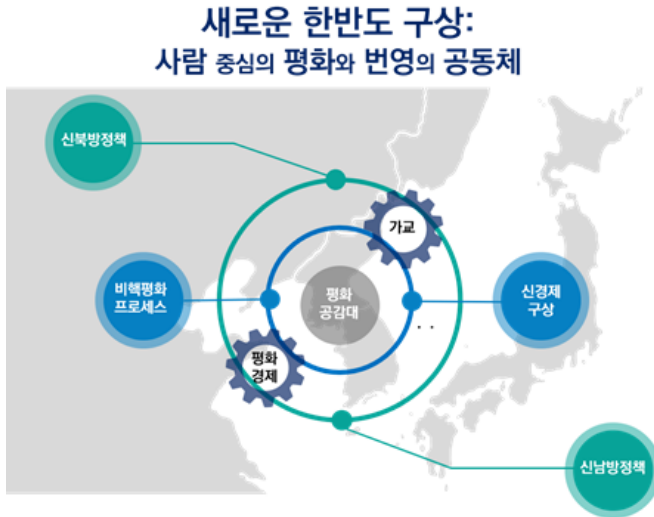 새로운 한반도 구상:
사람 중심의 평화와 번영의 공동체
신북방정책
가교
비핵평화
프로세스
평화
공감대
신경제
구상
평화
경제
신남방정책